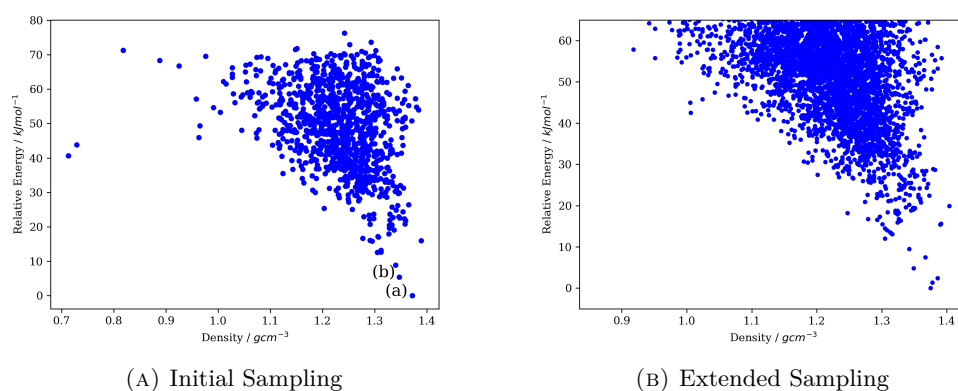 80
70
60
50
40
30
20
10
0
Relative Energy / kJmol⁻¹
(b)
(a)
0.7 0.8 0.9 1.0 1.1 1.2 1.3 1.4
Density / gcm⁻³
(A) Initial Sampling
60
50
40
30
20
10
0
Relative Energy / kJmol⁻¹
0.9 1.0 1.1 1.2 1.3 1.4
Density / gcm⁻³
(B) Extended Sampling